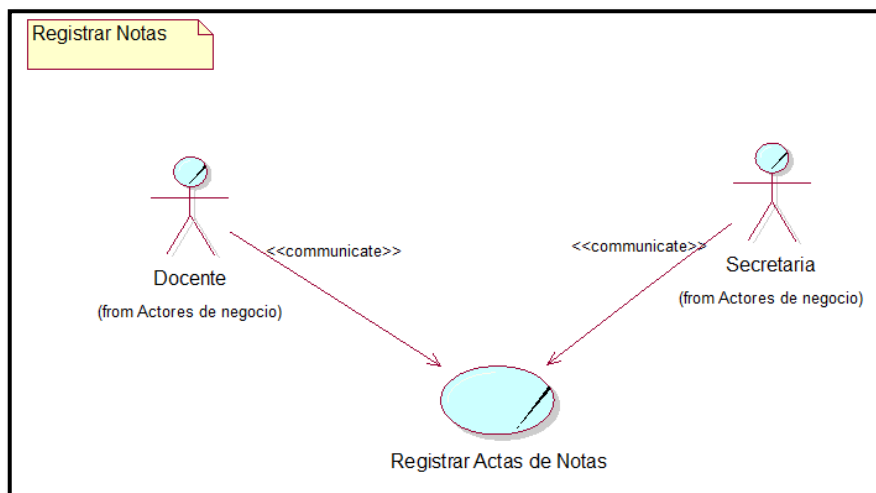 Registrar Notas
<<communicate>>
<<communicate>>
Docente
(from Actores de negocio)
Secretaria
(from Actores de negocio)
Registrar Actas de Notas